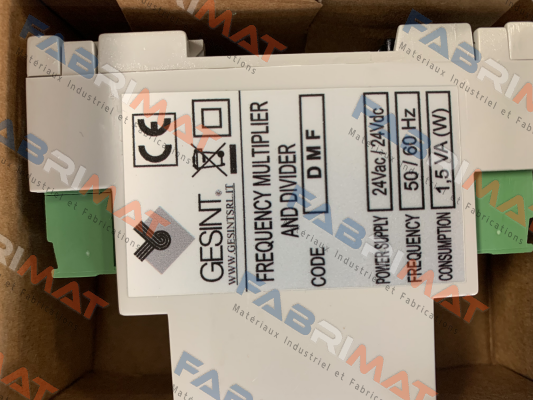 CE
GESINT®
WWW.GESINTSRL.IT
FREQUENCY MULTIPLIER
AND DIVIDER
CODE DMF
POWER SUPPLY 24Vac / 24Vdc
FREQUENCY 50 / 60 Hz
CONSUMPTION 1,5 VA (W)
FABRIMAT
Matériaux Industriel et Fabrications